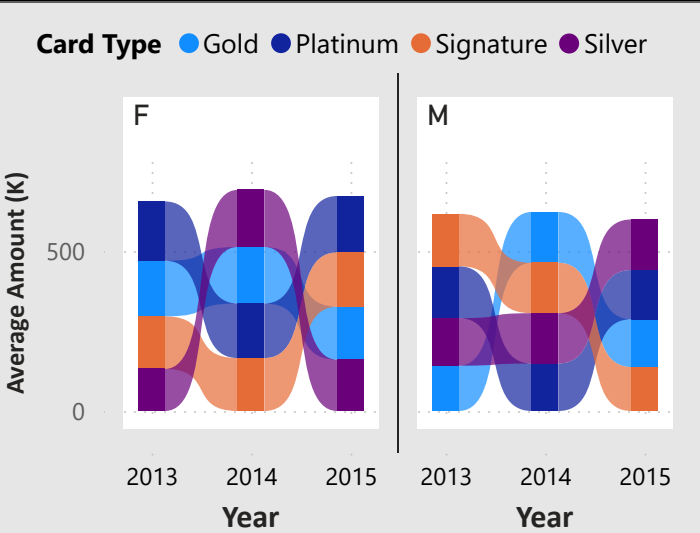 Card Type Gold Platinum Signature Silver
F
M
Average Amount (K)
500
0
2013 2014 2015
2013 2014 2015
Year
Year